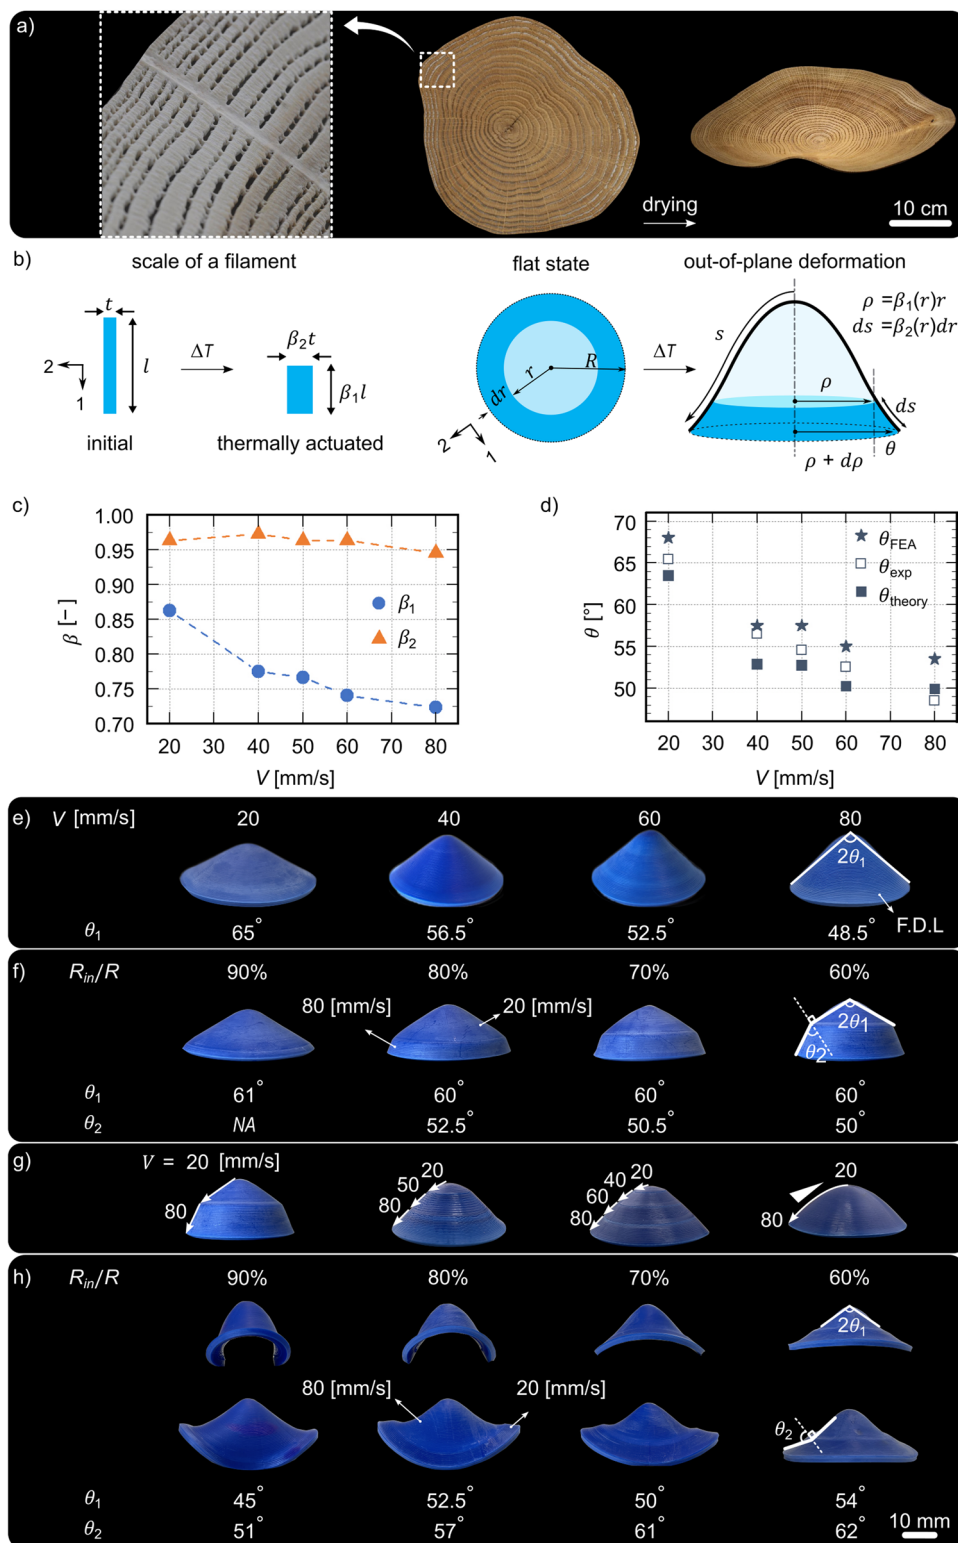 a)
drying
10 cm
b)
scale of a filament
flat state
out-of-plane deformation
t
l
2
1
initial
ΔT
β₂t
β₁l
thermally actuated
r
R
dr
2
1
ΔT
s
ρ =β₁(r)r
ds =β₂(r)dr
ρ
ds
θ
ρ + dρ
c)
1.00
0.95
0.90
0.85
0.80
0.75
0.70
β [−]
β₁
β₂
20 30 40 50 60 70 80
V [mm/s]
d)
70
65
60
55
50
θ [°]
θFEA
θexp
θtheory
20 30 40 50 60 70 80
V [mm/s]
e) V [mm/s] 20 40 60 80
2θ₁
F.D.L
θ₁ 65° 56.5° 52.5° 48.5°
f) Rin/R 90% 80% 70% 60%
80 [mm/s]
20 [mm/s]
2θ₁
θ2
θ₁ 61° 60° 60° 60°
θ₂ NA 52.5° 50.5° 50°
g)
V = 20 [mm/s]
80
20
50
80
20
40
60
80
20
80
h) Rin/R 90% 80% 70% 60%
2θ₁
80 [mm/s]
20 [mm/s]
θ₂
θ₁ 45° 52.5° 50° 54°
θ₂ 51° 57° 61° 62°
10 mm